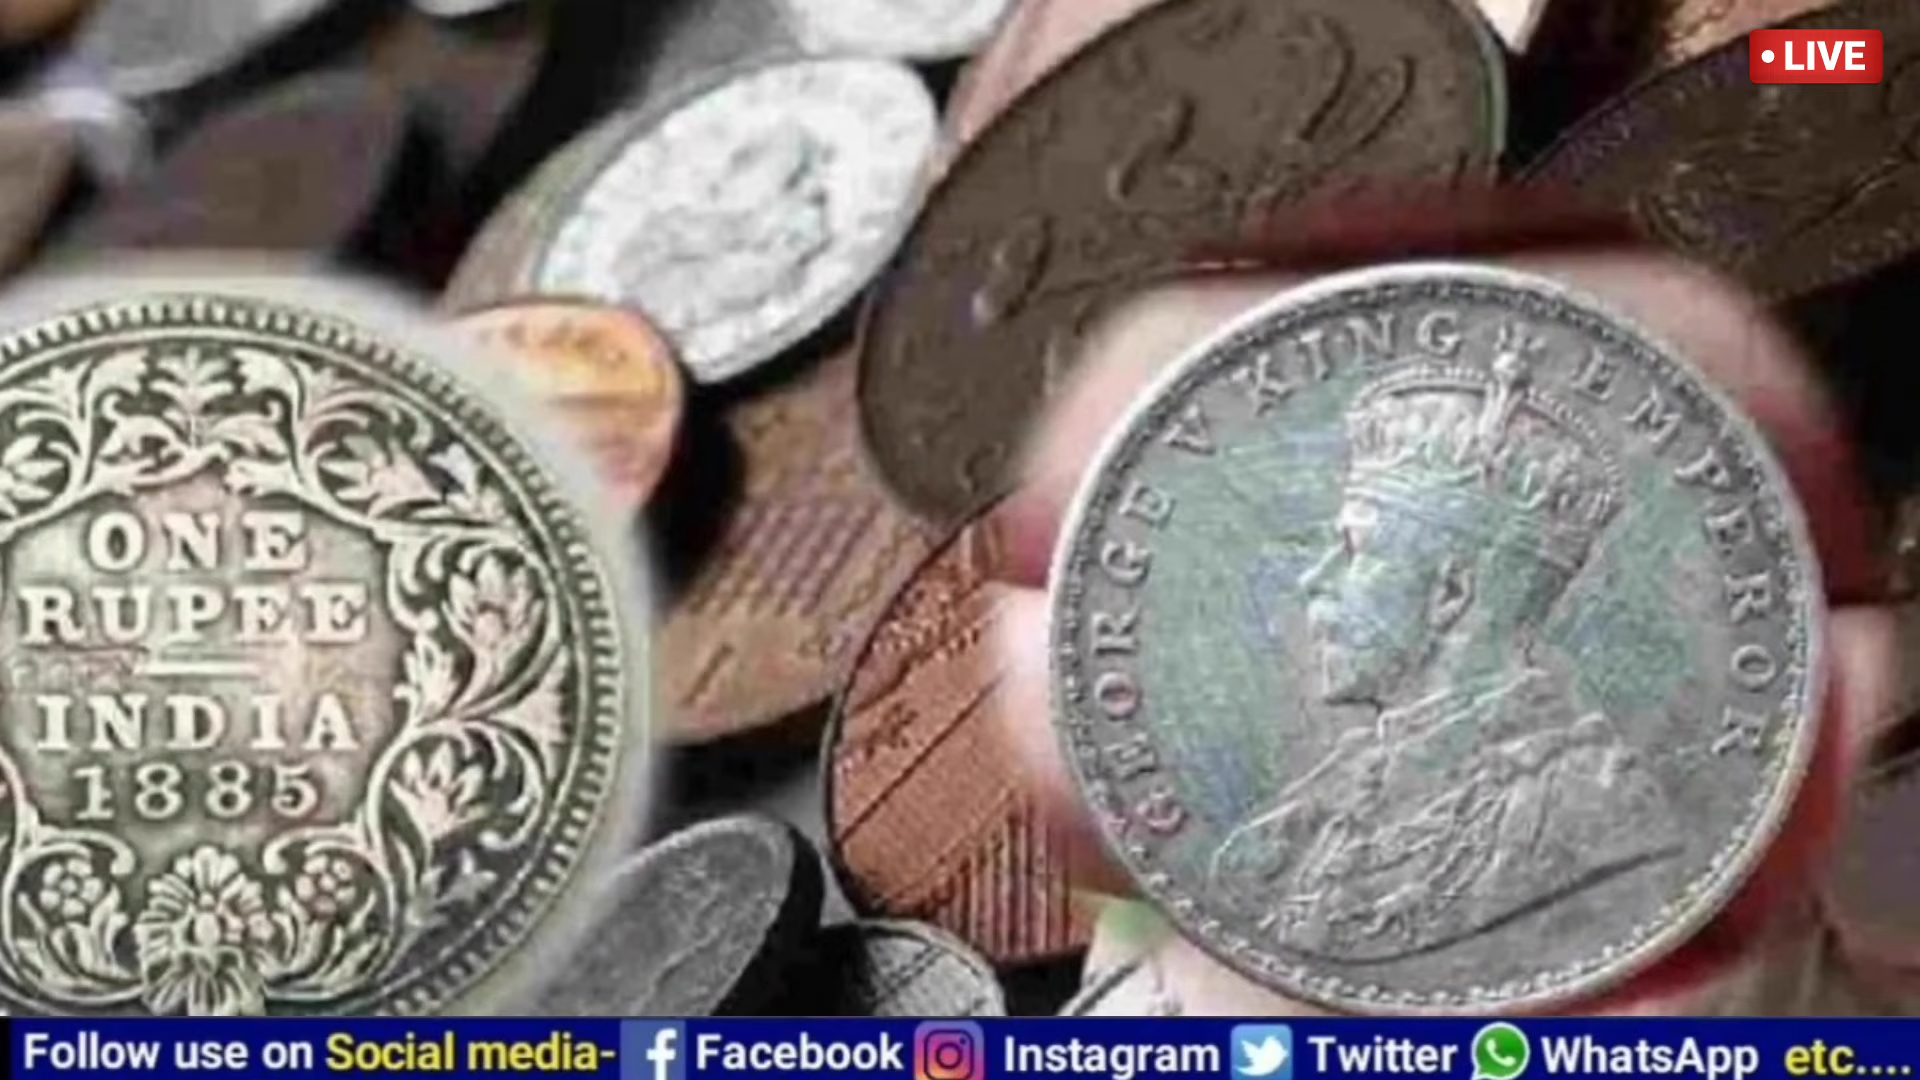 • LIVE
ONE
RUPEE
INDIA
1885
GEORGE V KING EMPEROR
Follow use on Social media- Facebook Instagram Twitter WhatsApp etc....